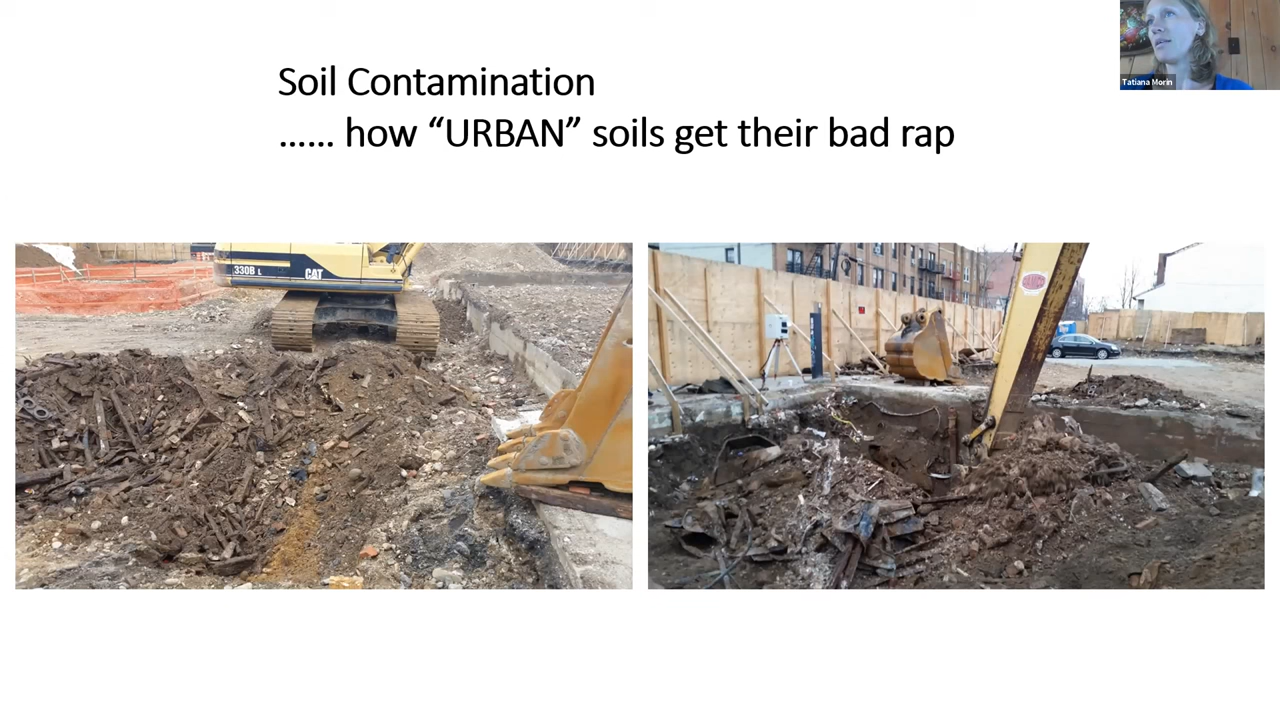 Soil Contamination
…… how “URBAN” soils get their bad rap
Tatiana Morin
330B L
CAT